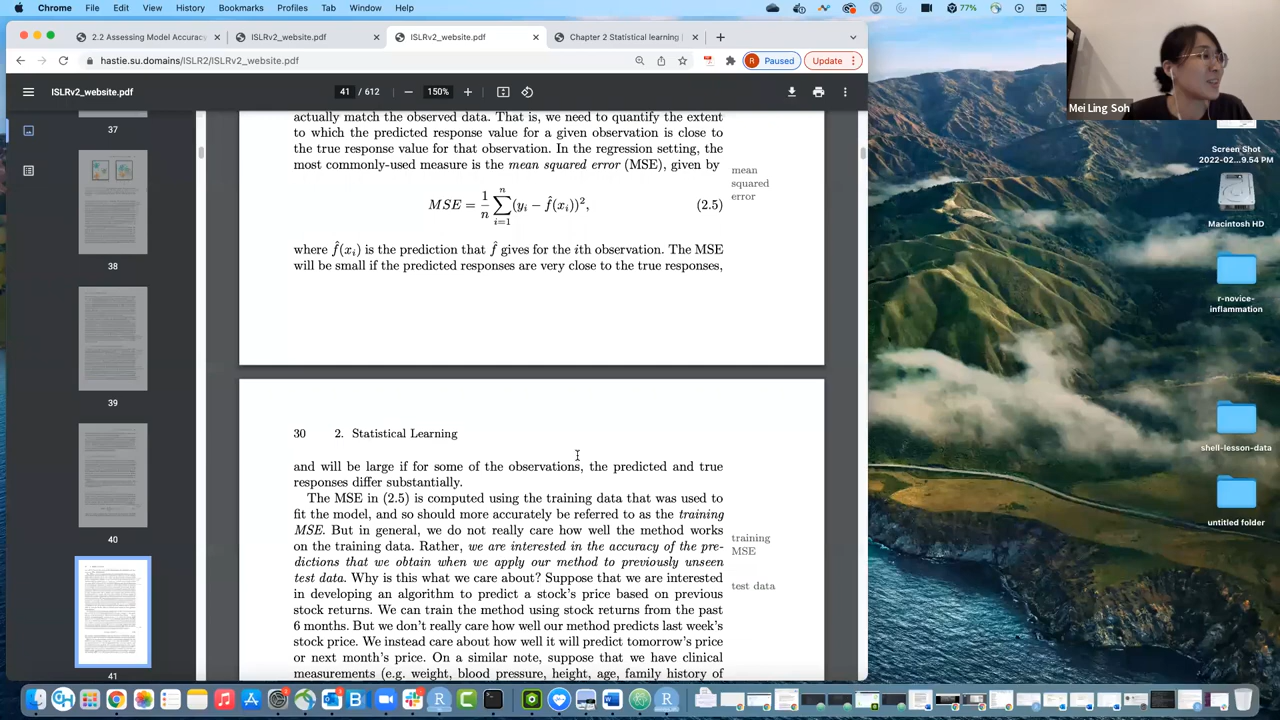 Chrome File Edit View History Bookmarks Profiles Tab Window Help
77%
2.2 Assessing Model Accuracy
ISLRv2_website.pdf
ISLRv2_website.pdf
Chapter 2 Statistical learning
hastie.su.domains/ISLR2/ISLRv2_website.pdf
R Paused
Update
ISLRv2_website.pdf
41 / 612
150%
37
38
39
40
41
actually match the observed data. That is, we need to quantify the extent
to which the predicted response value for a given observation is close to
the true response value for that observation. In the regression setting, the
most commonly-used measure is the mean squared error (MSE), given by
mean
squared
error
MSE = 1/n ∑ᵢ₌₁ⁿ (yᵢ − f̂(xᵢ))², (2.5)
where f̂(xᵢ) is the prediction that f̂ gives for the ith observation. The MSE
will be small if the predicted responses are very close to the true responses,
30 2. Statistical Learning
and will be large if for some of the observations, the predicted and true
responses differ substantially.
The MSE in (2.5) is computed using the training data that was used to
fit the model, and so should more accurately be referred to as the training
MSE. But in general, we do not really care how well the method works
on the training data. Rather, we are interested in the accuracy of the pre-
dictions that we obtain when we apply our method to previously unseen
test data. Why is this what we care about? Suppose that we are interested
in developing an algorithm to predict a stock's price based on previous
stock returns. We can train the method using stock returns from the past
6 months. But we don't really care how well our method predicts last week's
stock price. We instead care about how well it will predict tomorrow's price
or next month's price. On a similar note, suppose that we have clinical
measurements (e.g. weight, blood pressure, height, age, family history of
training
MSE
test data
Mei Ling Soh
Screen Shot
2022-02...9.54 PM
Macintosh HD
r-novice-
inflammation
shell-lesson-data
untitled folder